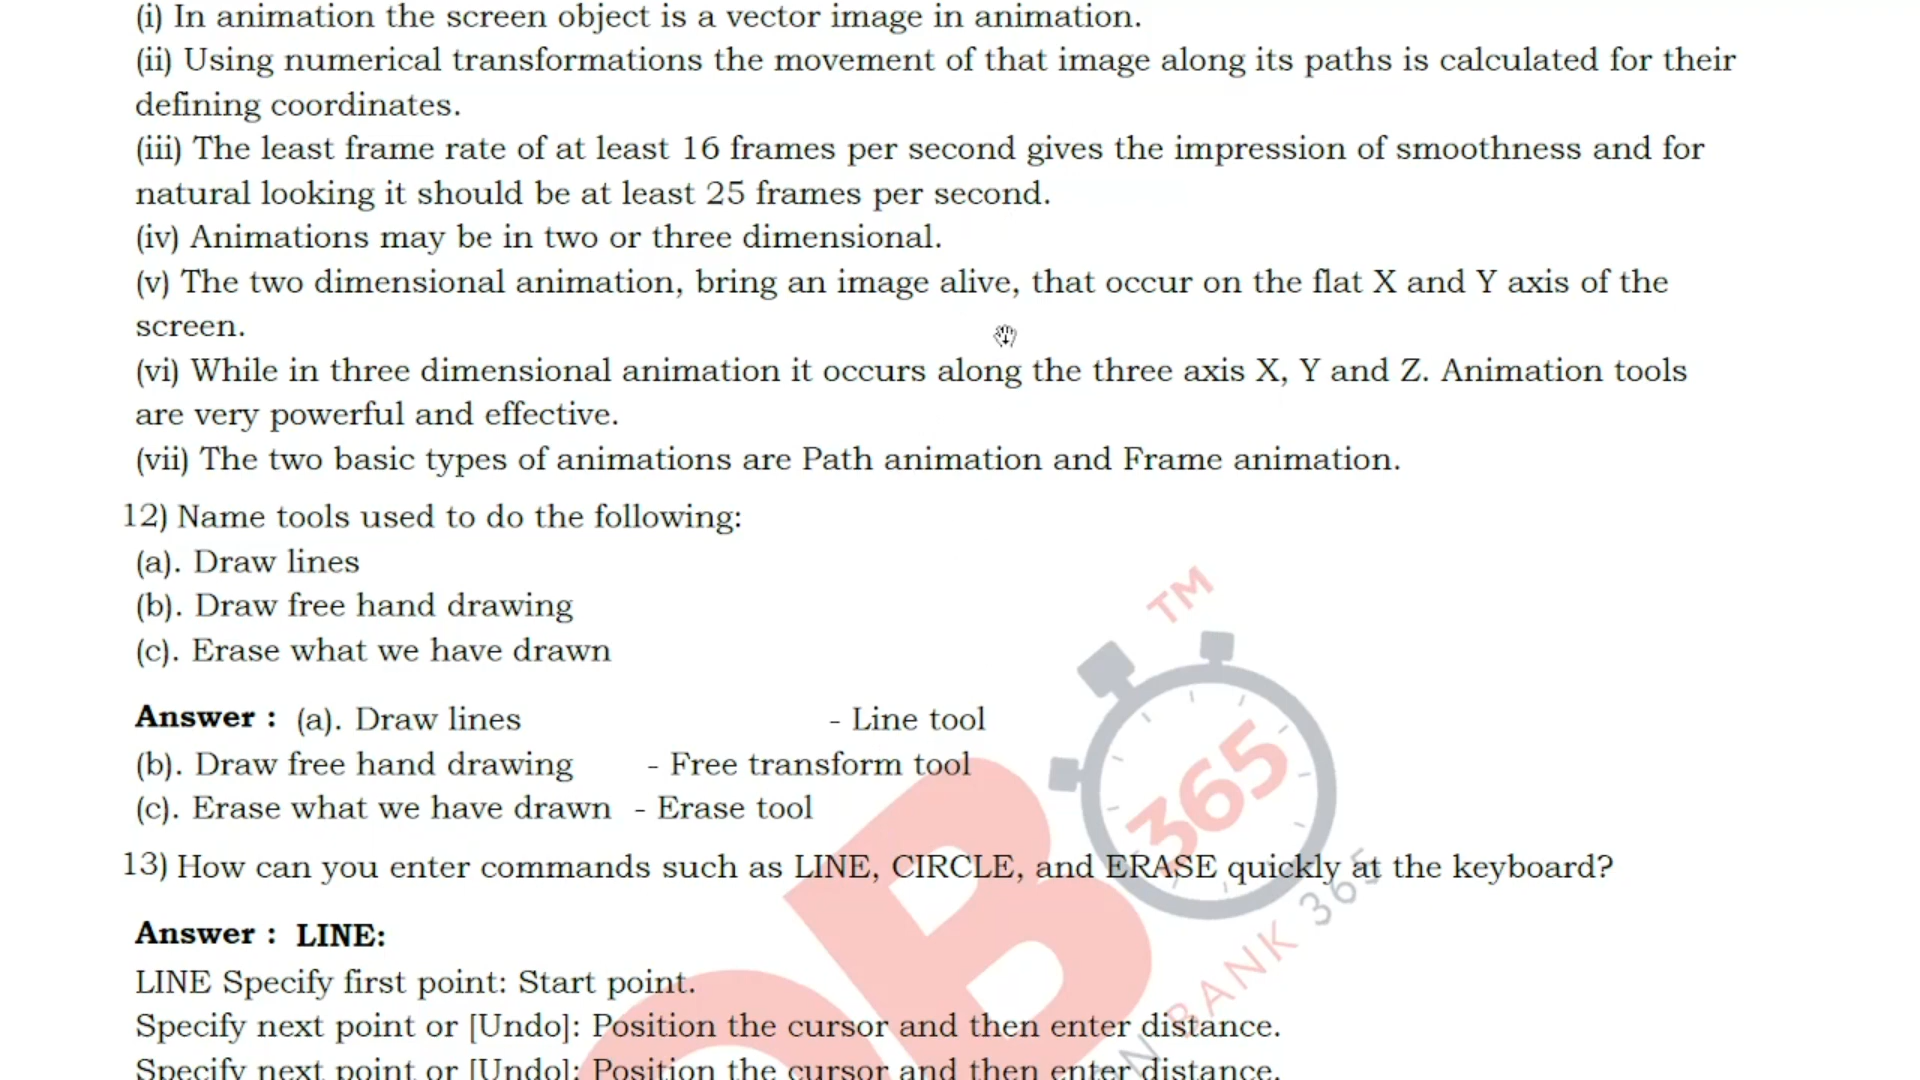 (i) In animation the screen object is a vector image in animation.
(ii) Using numerical transformations the movement of that image along its paths is calculated for their
defining coordinates.
(iii) The least frame rate of at least 16 frames per second gives the impression of smoothness and for
natural looking it should be at least 25 frames per second.
(iv) Animations may be in two or three dimensional.
(v) The two dimensional animation, bring an image alive, that occur on the flat X and Y axis of the
screen.
(vi) While in three dimensional animation it occurs along the three axis X, Y and Z. Animation tools
are very powerful and effective.
(vii) The two basic types of animations are Path animation and Frame animation.
12) Name tools used to do the following:
(a). Draw lines
(b). Draw free hand drawing
(c). Erase what we have drawn
Answer : (a). Draw lines - Line tool
(b). Draw free hand drawing - Free transform tool
(c). Erase what we have drawn - Erase tool
13) How can you enter commands such as LINE, CIRCLE, and ERASE quickly at the keyboard?
Answer : LINE:
LINE Specify first point: Start point.
Specify next point or [Undo]: Position the cursor and then enter distance.
Specify next point or [Undo]: Position the cursor and then enter distance.
TM
365
B
N BANK 365